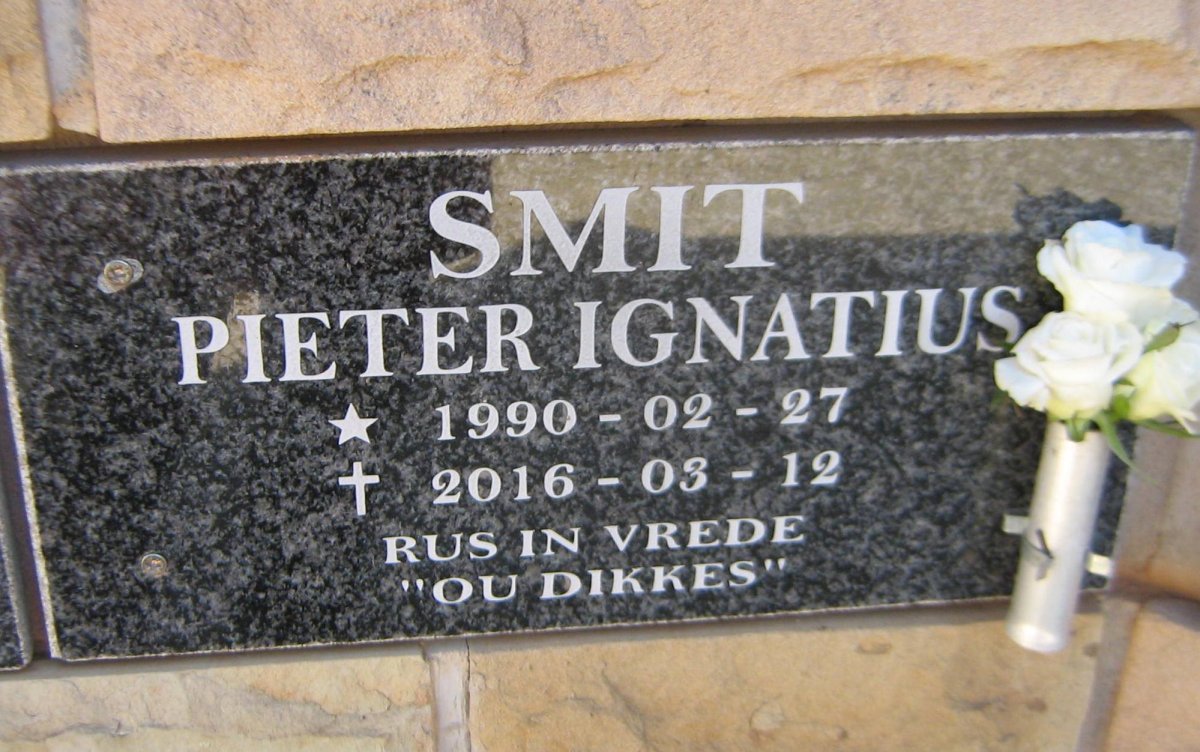 SMIT
PIETER IGNATIUS
★ 1990 - 02 - 27
✝ 2016 - 03 - 12
RUS IN VREDE
"OU DIKKES"